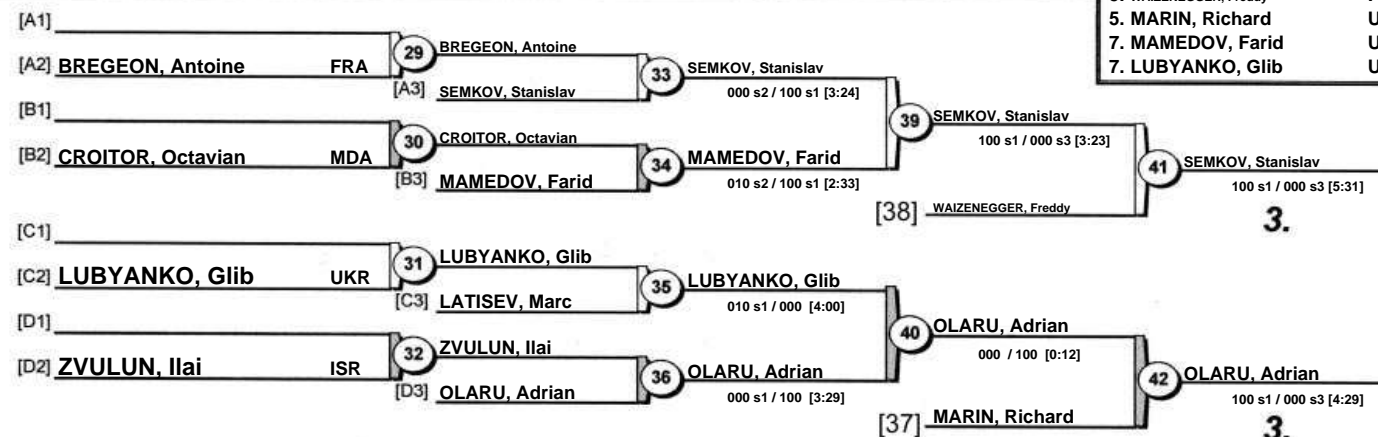 5. MARIN, Richard U
7. MAMEDOV, Farid U
7. LUBYANKO, Glib U
[A1]
[A2] BREGEON, Antoine FRA
29
BREGEON, Antoine
[A3] SEMKOV, Stanislav
33
SEMKOV, Stanislav
000 s2 / 100 s1 [3:24]
[B1]
[B2] CROITOR, Octavian MDA
30
CROITOR, Octavian
[B3] MAMEDOV, Farid
34
MAMEDOV, Farid
010 s2 / 100 s1 [2:33]
39
SEMKOV, Stanislav
100 s1 / 000 s3 [3:23]
[38] WAIZENEGGER, Freddy
41
SEMKOV, Stanislav
100 s1 / 000 s3 [5:31]
3.
[C1]
[C2] LUBYANKO, Glib UKR
31
LUBYANKO, Glib
[C3] LATISEV, Marc
35
LUBYANKO, Glib
010 s1 / 000 [4:00]
[D1]
[D2] ZVULUN, Ilai ISR
32
ZVULUN, Ilai
[D3] OLARU, Adrian
36
OLARU, Adrian
000 s1 / 100 [3:29]
40
OLARU, Adrian
000 / 100 [0:12]
[37] MARIN, Richard
42
OLARU, Adrian
100 s1 / 000 s3 [4:29]
3.